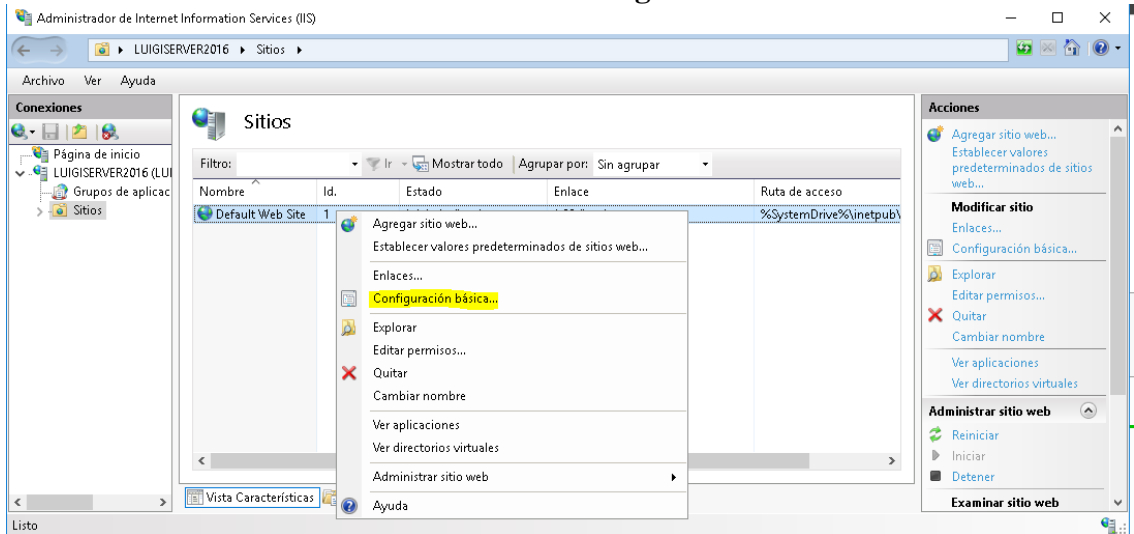 Administrador de Internet Information Services (IIS)
LUIGISERVER2016 Sitios
Archivo Ver Ayuda
Conexiones
Página de inicio
LUIGISERVER2016 (LUI
Grupos de aplicac
Sitios
Sitios
Filtro: Ir Mostrar todo Agrupar por: Sin agrupar
Nombre Id. Estado Enlace Ruta de acceso
Default Web Site 1 %SystemDrive%\inetpub\
Agregar sitio web...
Establecer valores predeterminados de sitios web...
Enlaces...
Configuración básica...
Explorar
Editar permisos...
Quitar
Cambiar nombre
Ver aplicaciones
Ver directorios virtuales
Administrar sitio web
Ayuda
Vista Características
Acciones
Agregar sitio web...
Establecer valores
predeterminados de sitios
web...
Modificar sitio
Enlaces...
Configuración básica...
Explorar
Editar permisos...
Quitar
Cambiar nombre
Ver aplicaciones
Ver directorios virtuales
Administrar sitio web
Reiniciar
Iniciar
Detener
Examinar sitio web
Listo